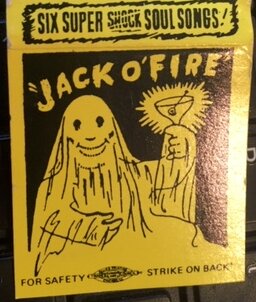 SIX SUPER SHOCK SOUL SONGS!
"JACK O'FIRE"
FOR SAFETY STRIKE ON BACK